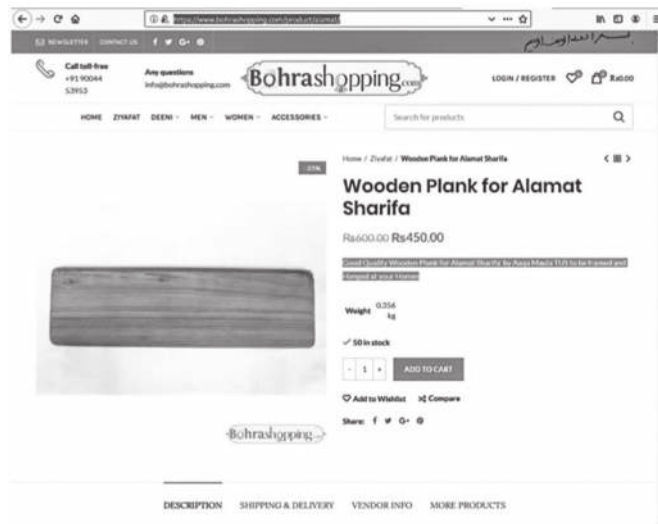 https://www.bohrashopping.com/product/alamat/
NEWSLETTER CONTACT US
Call toll-free
+91 90044
53953
Any questions
Info@bohrashopping.com
Bohrashopping.com
LOGIN / REGISTER
0
0
Rs0.00
HOME ZIYAFAT DEENI MEN WOMEN ACCESSORIES
Search for products
-25%
Home / Ziyafat / Wooden Plank for Alamat Sharifa
Wooden Plank for Alamat
Sharifa
Rs600.00 Rs450.00
Good Quality Wooden Plank for Alamat Sharifa by Aaqa Maula TUS to be framed and
Hanged at your Homes
Weight 0.356
kg
50 in stock
- 1 + ADD TO CART
Add to Wishlist Compare
Share: f G+
Bohrashopping.com
DESCRIPTION SHIPPING & DELIVERY VENDOR INFO MORE PRODUCTS